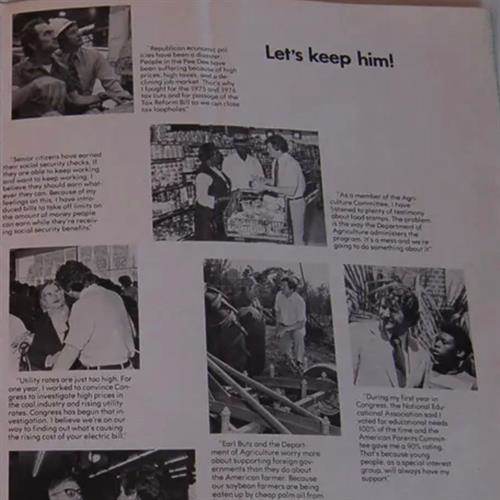 Let's keep him!
"Republican economic pol-
icies have been a disaster.
People in the Pee Dee have
been suffering because of high
prices, high taxes, and a de-
clining job market. That's why
I fought for the 1975 and 1976
tax cuts and for passage of the
Tax Reform Bill so we can close
tax loopholes."
"Senior citizens have earned
their social security checks. If
they are able to keep working
and want to keep working, I
believe they should earn what-
ever they can. Because of my
feelings on this, I have intro-
duced bills to take off limits on
the amount of money people
can earn while they're receiv-
ing social security benefits."
"As a member of the Agri-
culture Committee, I have
listened to plenty of testimony
about food stamps. The problem
is the way the Department of
Agriculture administers the
program. It's a mess and we're
going to do something about it."
"Utility rates are just too high. For
one year, I worked to convince Con-
gress to investigate high prices in
the coal industry and rising utility
rates. Congress has begun that in-
vestigation. I believe we're on our
way to finding out what's causing
the rising cost of your electric bill."
"Earl Butz and the Depart-
ment of Agriculture worry more
about supporting foreign gov-
ernments than they do about
the American farmer. Because
our soybean farmers are being
eaten up by cheap palm oil from
"During my first year in
Congress, the National Edu-
cational Association said I
voted for educational needs
100% of the time and the
American Parents Commit-
tee gave me a 90% rating.
That's because young
people, as a special interest
group, will always have my
support."